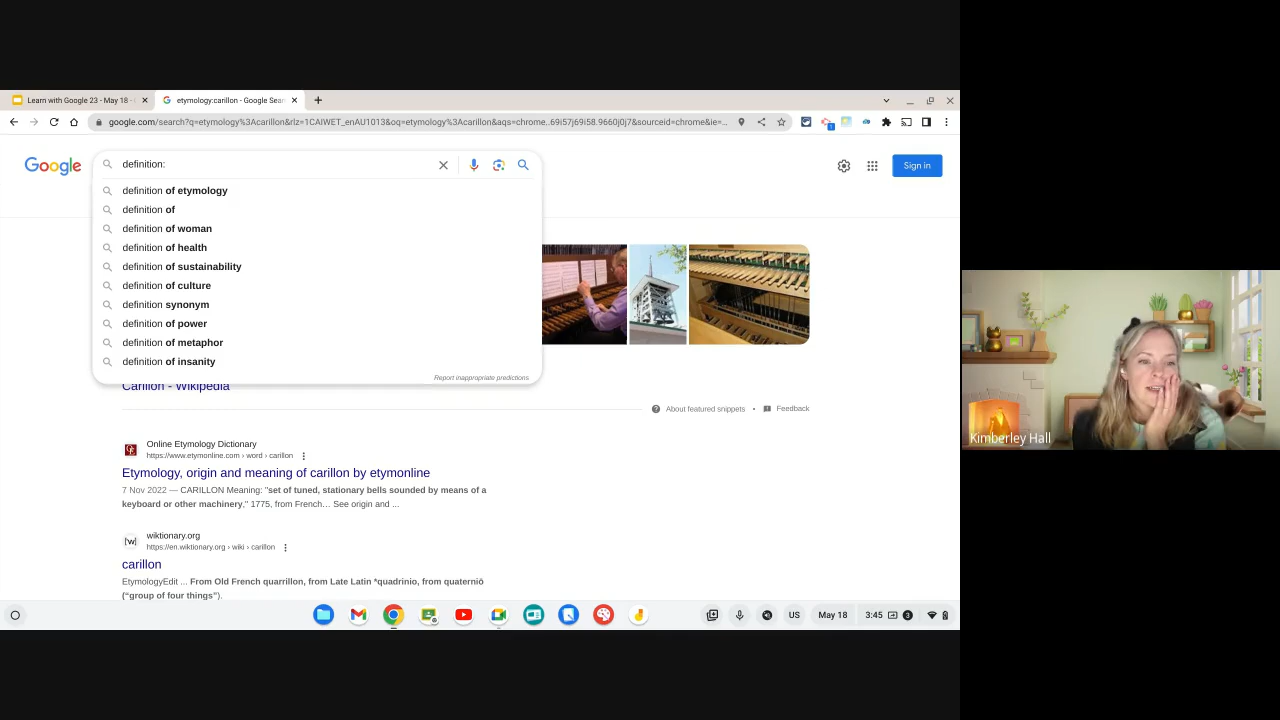 Learn with Google 23 - May 18 -
etymology:carillon - Google Sear
google.com/search?q=etymology%3Acarillon&rlz=1CAIWET_enAU1013&oq=etymology%3Acarillon&aqs=chrome..69i57j69i58.9660j0j7&sourceid=chrome&ie=...
Google
definition:
Sign in
definition of etymology
definition of
definition of woman
definition of health
definition of sustainability
definition of culture
definition synonym
definition of power
definition of metaphor
definition of insanity
Report inappropriate predictions
Carillon - Wikipedia
About featured snippets • Feedback
Online Etymology Dictionary
https://www.etymonline.com › word › carillon
Etymology, origin and meaning of carillon by etymonline
7 Nov 2022 — CARILLON Meaning: "set of tuned, stationary bells sounded by means of a
keyboard or other machinery," 1775, from French… See origin and ...
wiktionary.org
[w]
https://en.wiktionary.org › wiki › carillon
carillon
EtymologyEdit ... From Old French quarrillon, from Late Latin *quadrinio, from quaterniō
(“group of four things”).
US
May 18
3:45
3
Kimberley Hall